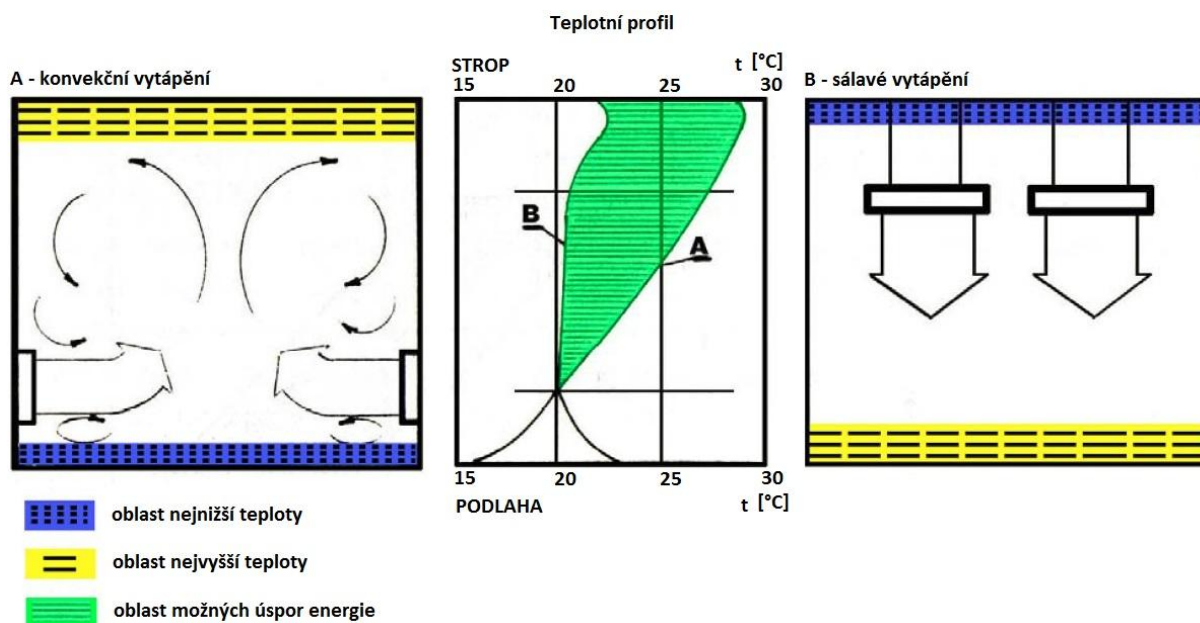 Teplotní profil
A - konvekční vytápění
STROP t [°C]
15 20 25 30
B - sálavé vytápění
B
A
15 20 25 30
PODLAHA t [°C]
oblast nejnižší teploty
oblast nejvyšší teploty
oblast možných úspor energie